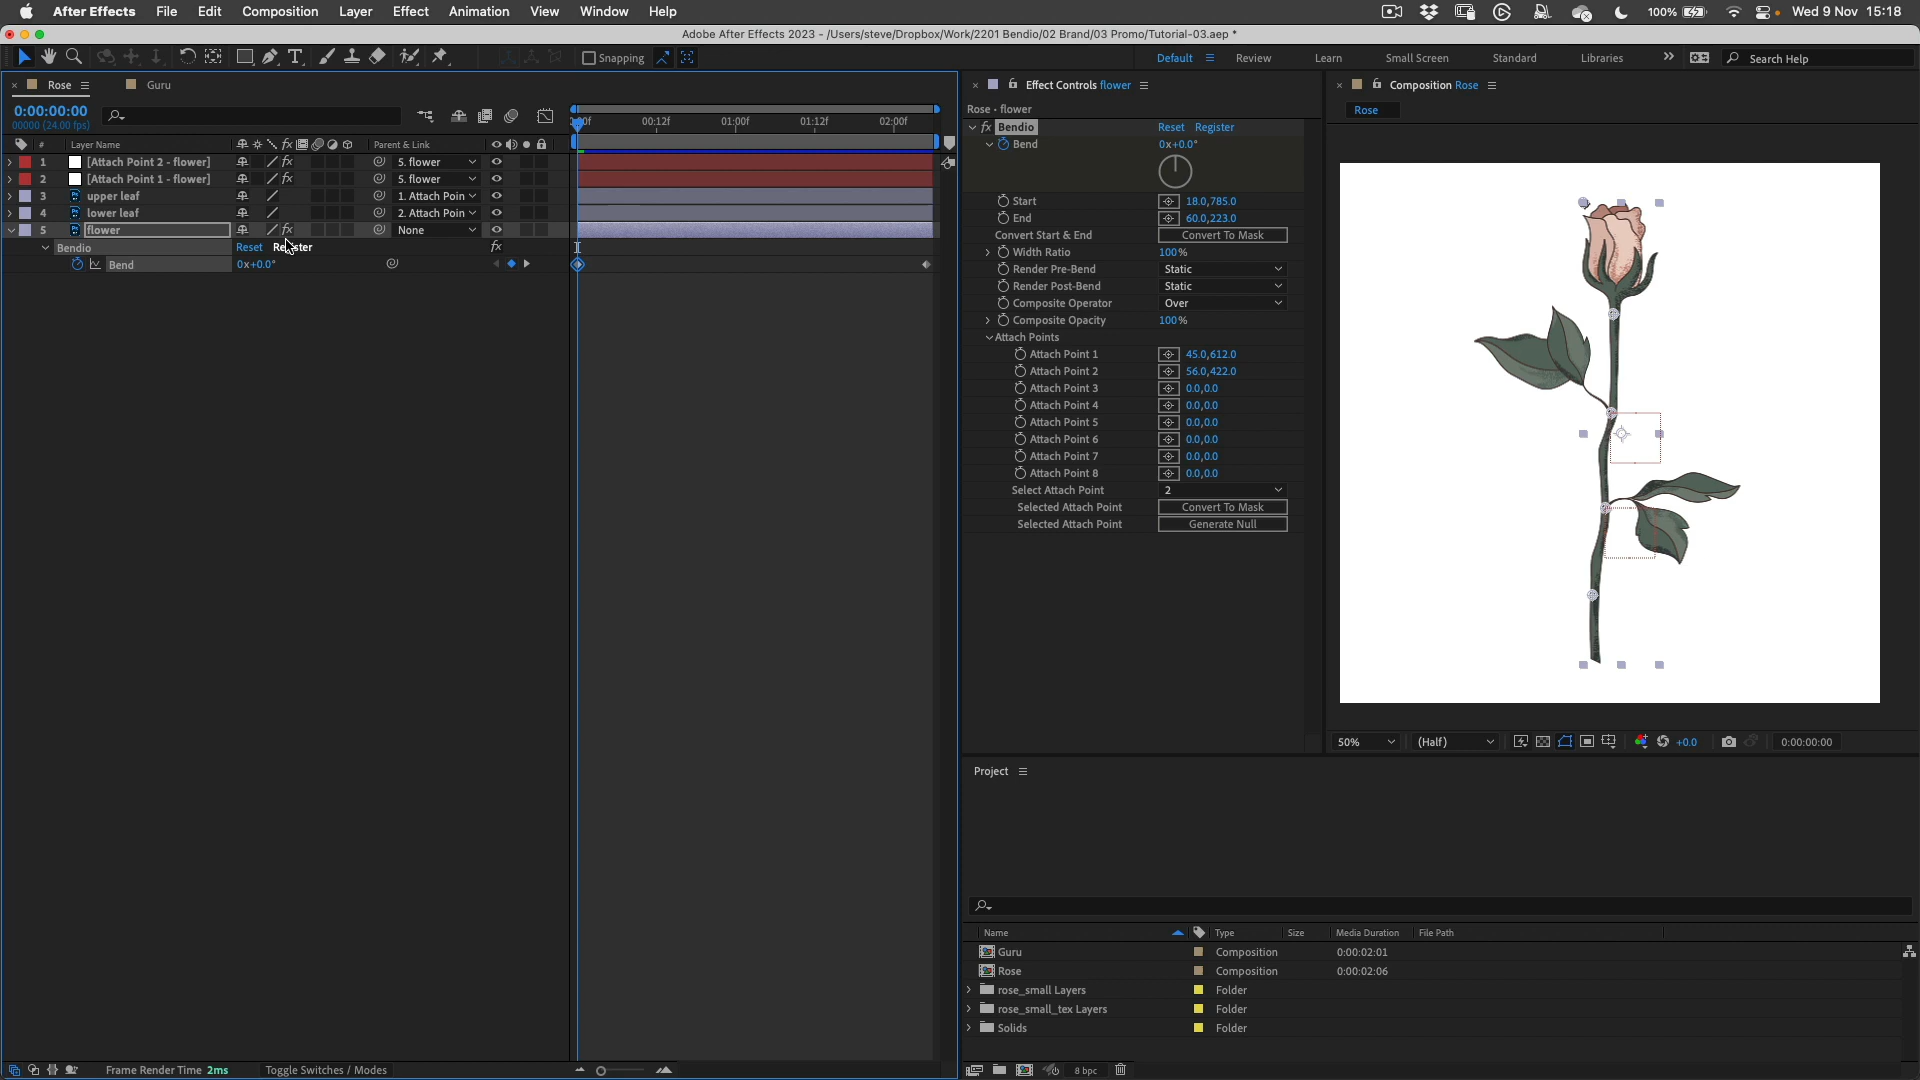 After Effects File Edit Composition Layer Effect Animation View Window Help 100% Wed 9 Nov 15:18
Adobe After Effects 2023 - /Users/steve/Dropbox/Work/2201 Bendio/02 Brand/03 Promo/Tutorial-03.aep *
Snapping Default Review Learn Small Screen Standard Libraries Search Help
Rose Guru
0:00:00:00
00000 (24.00 fps)
00:12f 01:00f 01:12f 02:00f
# Layer Name Parent & Link
1 [Attach Point 2 - flower] 5. flower
2 [Attach Point 1 - flower] 5. flower
3 upper leaf 1. Attach Poin
4 lower leaf 2. Attach Poin
5 flower None
Bendio Reset Register
Bend 0x+0.0°
Frame Render Time 2ms Toggle Switches / Modes
Effect Controls flower
Rose • flower
fx Bendio Reset Register
Bend 0x+0.0°
Start 18.0,785.0
End 60.0,223.0
Convert Start & End Convert To Mask
Width Ratio 100%
Render Pre-Bend Static
Render Post-Bend Static
Composite Operator Over
Composite Opacity 100%
Attach Points
Attach Point 1 45.0,612.0
Attach Point 2 56.0,422.0
Attach Point 3 0.0,0.0
Attach Point 4 0.0,0.0
Attach Point 5 0.0,0.0
Attach Point 6 0.0,0.0
Attach Point 7 0.0,0.0
Attach Point 8 0.0,0.0
Select Attach Point 2
Selected Attach Point Convert To Mask
Selected Attach Point Generate Null
Composition Rose
Rose
50% (Half) +0.0 0:00:00:00
Project
Name Type Size Media Duration File Path
Guru Composition 0:00:02:01
Rose Composition 0:00:02:06
rose_small Layers Folder
rose_small_tex Layers Folder
Solids Folder
8 bpc